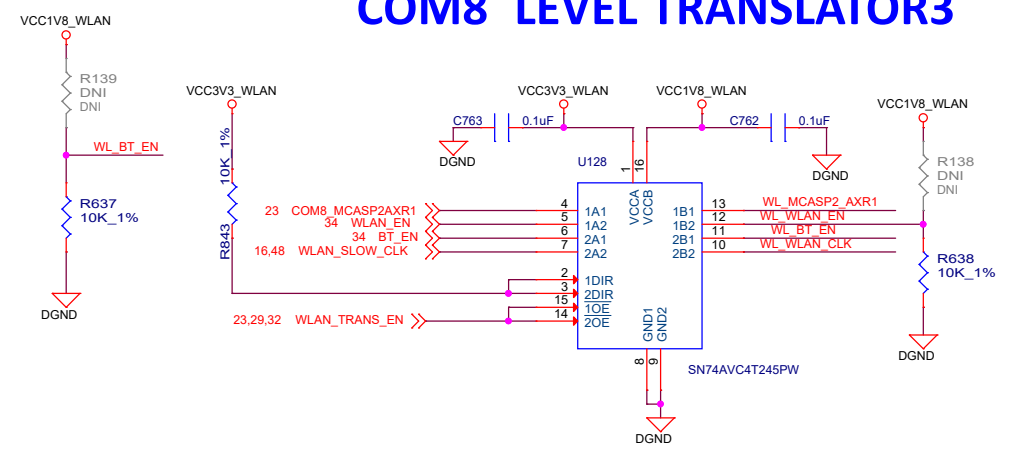 COM8 LEVEL TRANSLATOR3
VCC1V8_WLAN
R139
DNI
DNI
WL_BT_EN
R637
10K_1%
DGND
VCC3V3_WLAN
10K_1%
R843
VCC3V3_WLAN
C763
0.1uF
DGND
VCC1V8_WLAN
C762
0.1uF
DGND
U128
1
16
VCCA
VCCB
23 COM8_MCASP2AXR1
4
1A1
34 WLAN_EN
5
1A2
34 BT_EN
6
2A1
16,48 WLAN_SLOW_CLK
7
2A2
2
1DIR
3
2DIR
15
1OE
23,29,32 WLAN_TRANS_EN
14
2OE
1B1
13
WL_MCASP2_AXR1
1B2
12
WL_WLAN_EN
2B1
11
WL_BT_EN
2B2
10
WL_WLAN_CLK
GND1
GND2
8
9
SN74AVC4T245PW
DGND
VCC1V8_WLAN
R138
DNI
DNI
R638
10K_1%
DGND